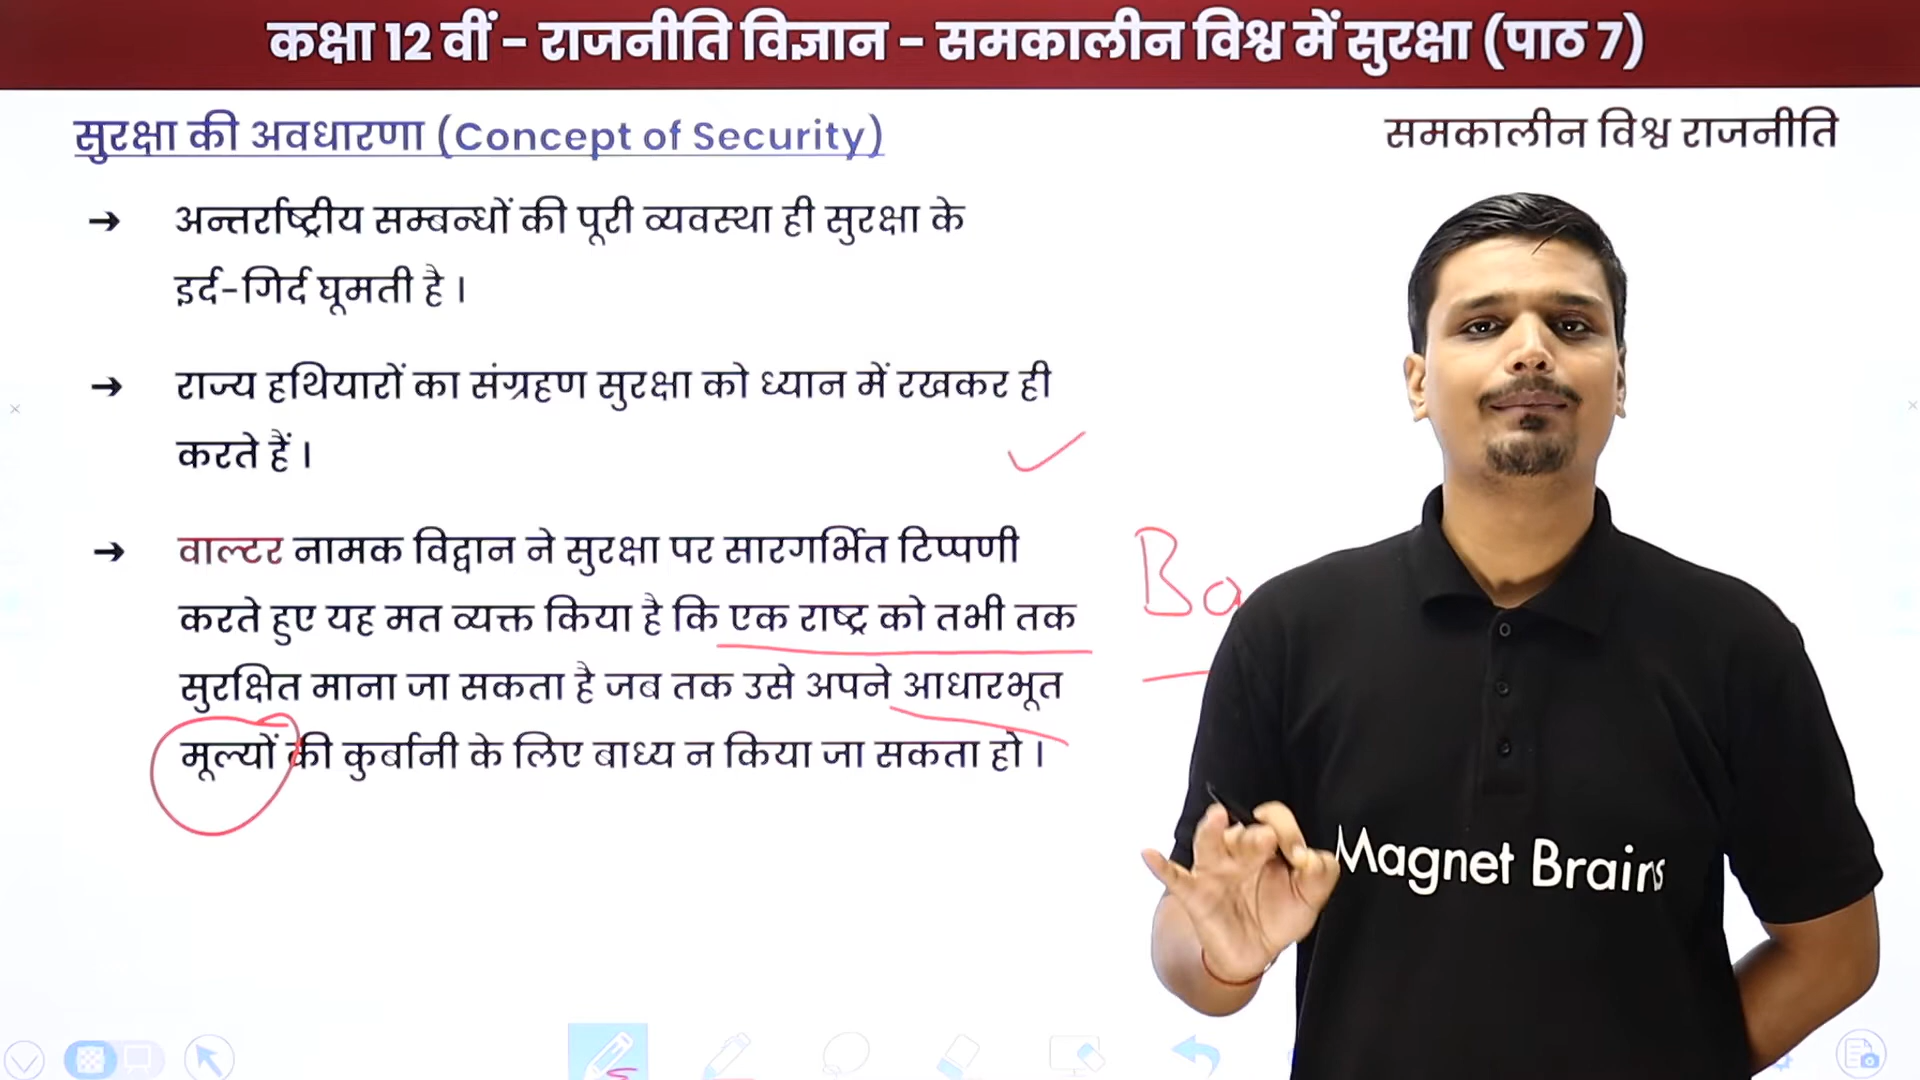 कक्षा 12 वीं - राजनीति विज्ञान - समकालीन विश्व में सुरक्षा (पाठ 7)
सुरक्षा की अवधारणा (Concept of Security)
समकालीन विश्व राजनीति
➔ अन्तर्राष्ट्रीय सम्बन्धों की पूरी व्यवस्था ही सुरक्षा के
इर्द-गिर्द घूमती है ।
➔ राज्य हथियारों का संग्रहण सुरक्षा को ध्यान में रखकर ही
करते हैं ।
➔ वाल्टर नामक विद्वान ने सुरक्षा पर सारगर्भित टिप्पणी
करते हुए यह मत व्यक्त किया है कि एक राष्ट्र को तभी तक
सुरक्षित माना जा सकता है जब तक उसे अपने आधारभूत
मूल्यों की कुर्बानी के लिए बाध्य न किया जा सकता हो ।
Magnet Brains